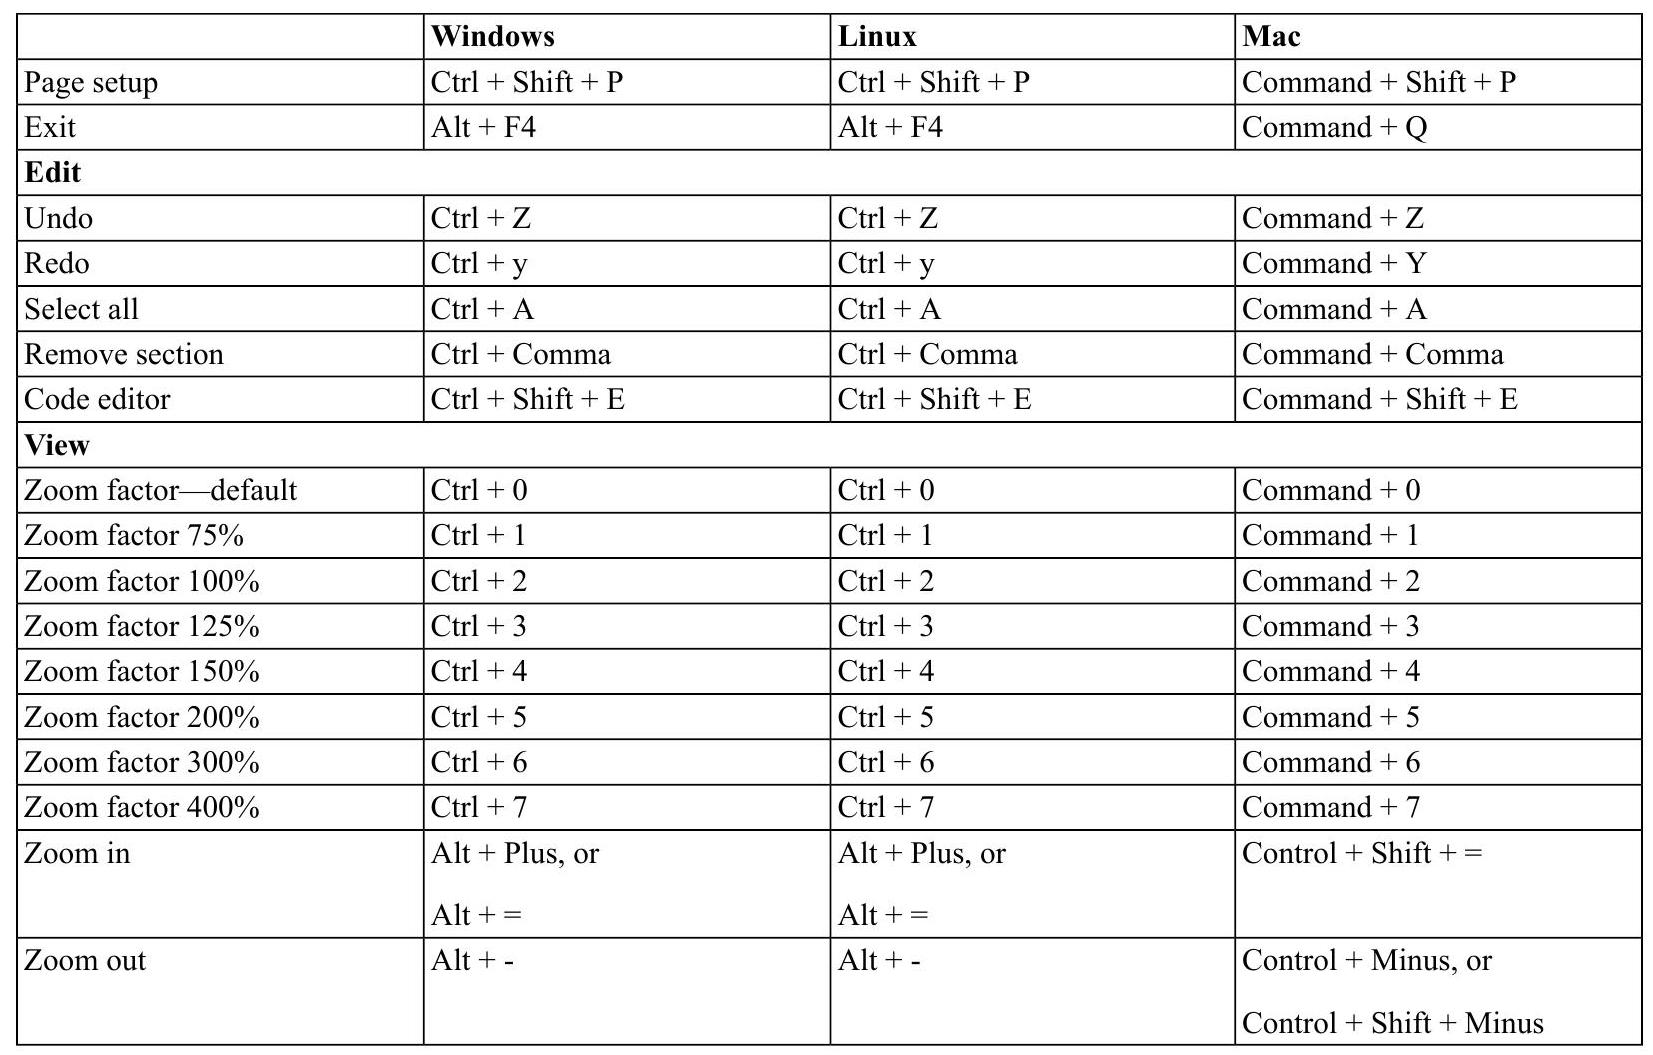 Windows Linux Mac
Page setup Ctrl + Shift + P Ctrl + Shift + P Command + Shift + P
Exit Alt + F4 Alt + F4 Command + Q
Edit
Undo Ctrl + Z Ctrl + Z Command + Z
Redo Ctrl + y Ctrl + y Command + Y
Select all Ctrl + A Ctrl + A Command + A
Remove section Ctrl + Comma Ctrl + Comma Command + Comma
Code editor Ctrl + Shift + E Ctrl + Shift + E Command + Shift + E
View
Zoom factor—default Ctrl + 0 Ctrl + 0 Command + 0
Zoom factor 75% Ctrl + 1 Ctrl + 1 Command + 1
Zoom factor 100% Ctrl + 2 Ctrl + 2 Command + 2
Zoom factor 125% Ctrl + 3 Ctrl + 3 Command + 3
Zoom factor 150% Ctrl + 4 Ctrl + 4 Command + 4
Zoom factor 200% Ctrl + 5 Ctrl + 5 Command + 5
Zoom factor 300% Ctrl + 6 Ctrl + 6 Command + 6
Zoom factor 400% Ctrl + 7 Ctrl + 7 Command + 7
Zoom in Alt + Plus, or Alt + Plus, or Control + Shift + =
Alt + = Alt + =
Zoom out Alt + - Alt + - Control + Minus, or
Control + Shift + Minus